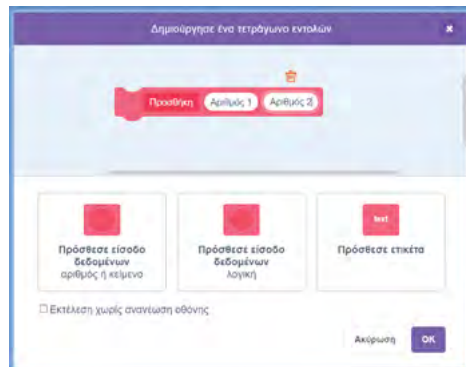 Δημιούργησε ένα τετράγωνο εντολών
Προσθήκη Αριθμός 1 Αριθμός 2
text
Πρόσθεσε είσοδο
δεδομένων
αριθμός ή κείμενο
Πρόσθεσε είσοδο
δεδομένων
λογική
Πρόσθεσε ετικέτα
Εκτέλεση χωρίς ανανέωση οθόνης
Ακύρωση OK